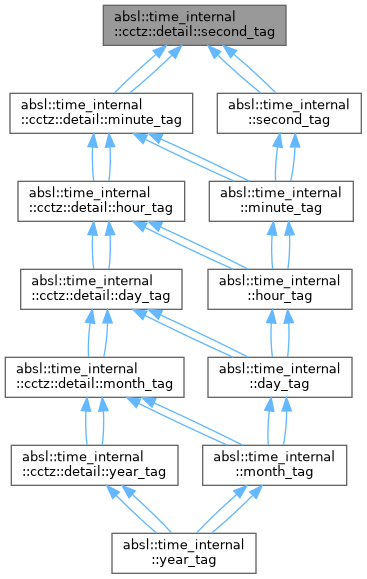 absl::time_internal
::cctz::detail::second_tag
absl::time_internal
::cctz::detail::minute_tag
absl::time_internal
::second_tag
absl::time_internal
::cctz::detail::hour_tag
absl::time_internal
::minute_tag
absl::time_internal
::cctz::detail::day_tag
absl::time_internal
::hour_tag
absl::time_internal
::cctz::detail::month_tag
absl::time_internal
::day_tag
absl::time_internal
::cctz::detail::year_tag
absl::time_internal
::month_tag
absl::time_internal
::year_tag